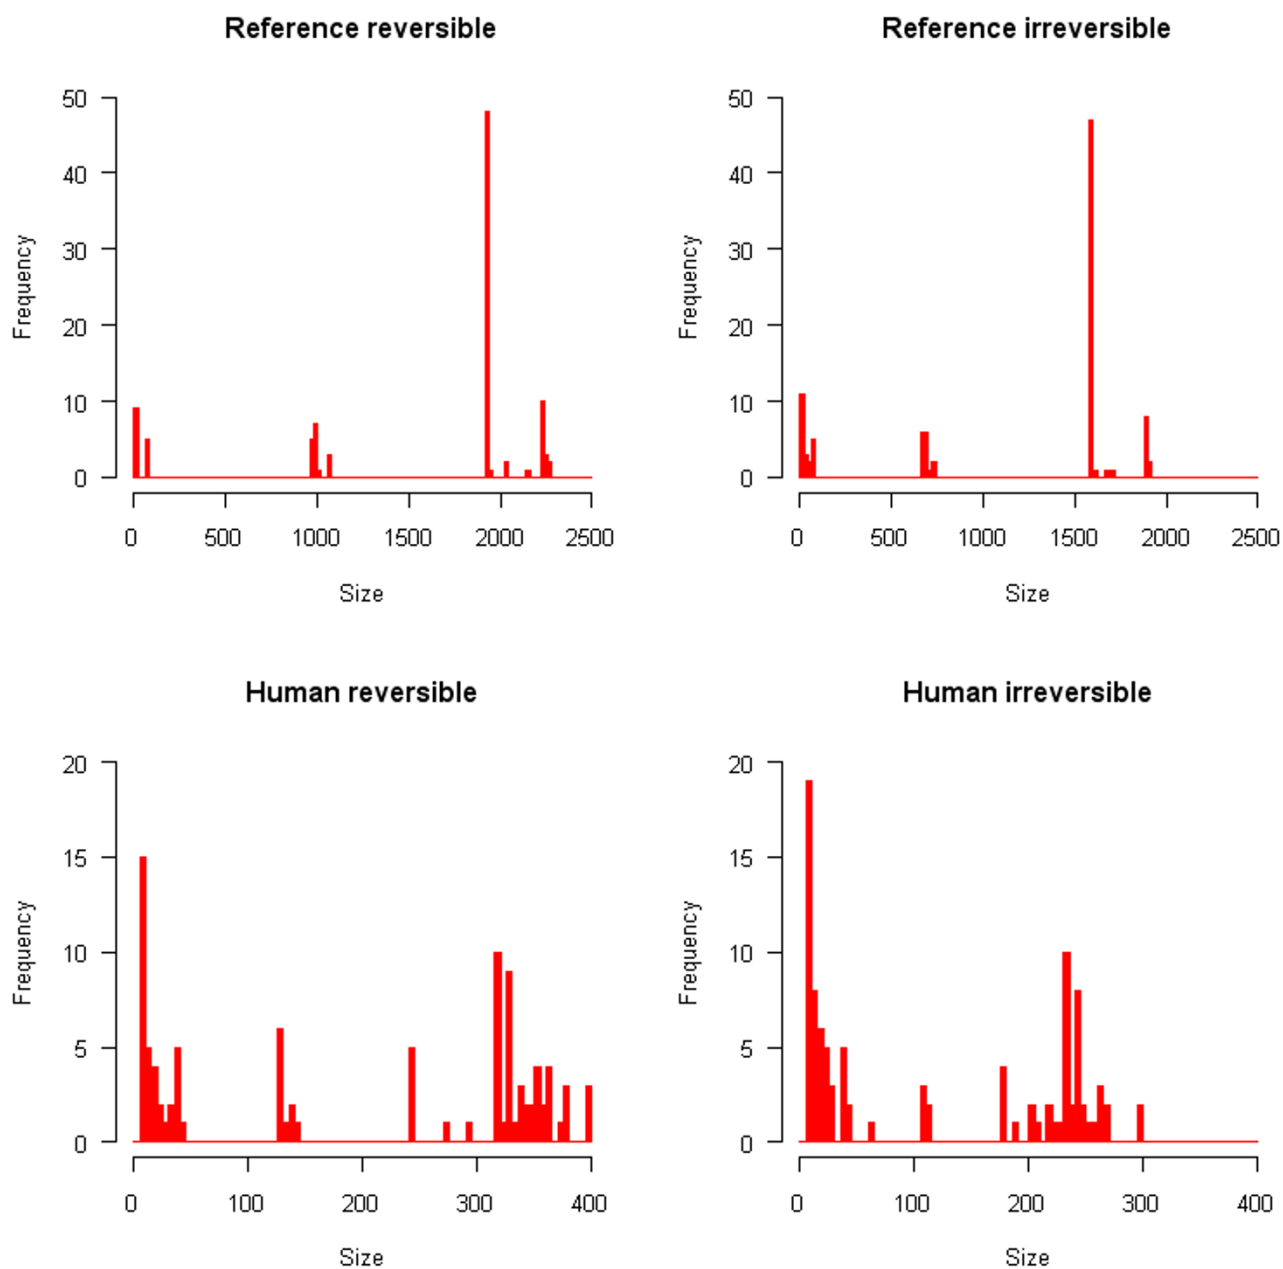 Reference reversible
50
40
30
20
10
0
Frequency
0 500 1000 1500 2000 2500
Size
Reference irreversible
50
40
30
20
10
0
Frequency
0 500 1000 1500 2000 2500
Size
Human reversible
20
15
10
5
0
Frequency
0 100 200 300 400
Size
Human irreversible
20
15
10
5
0
Frequency
0 100 200 300 400
Size